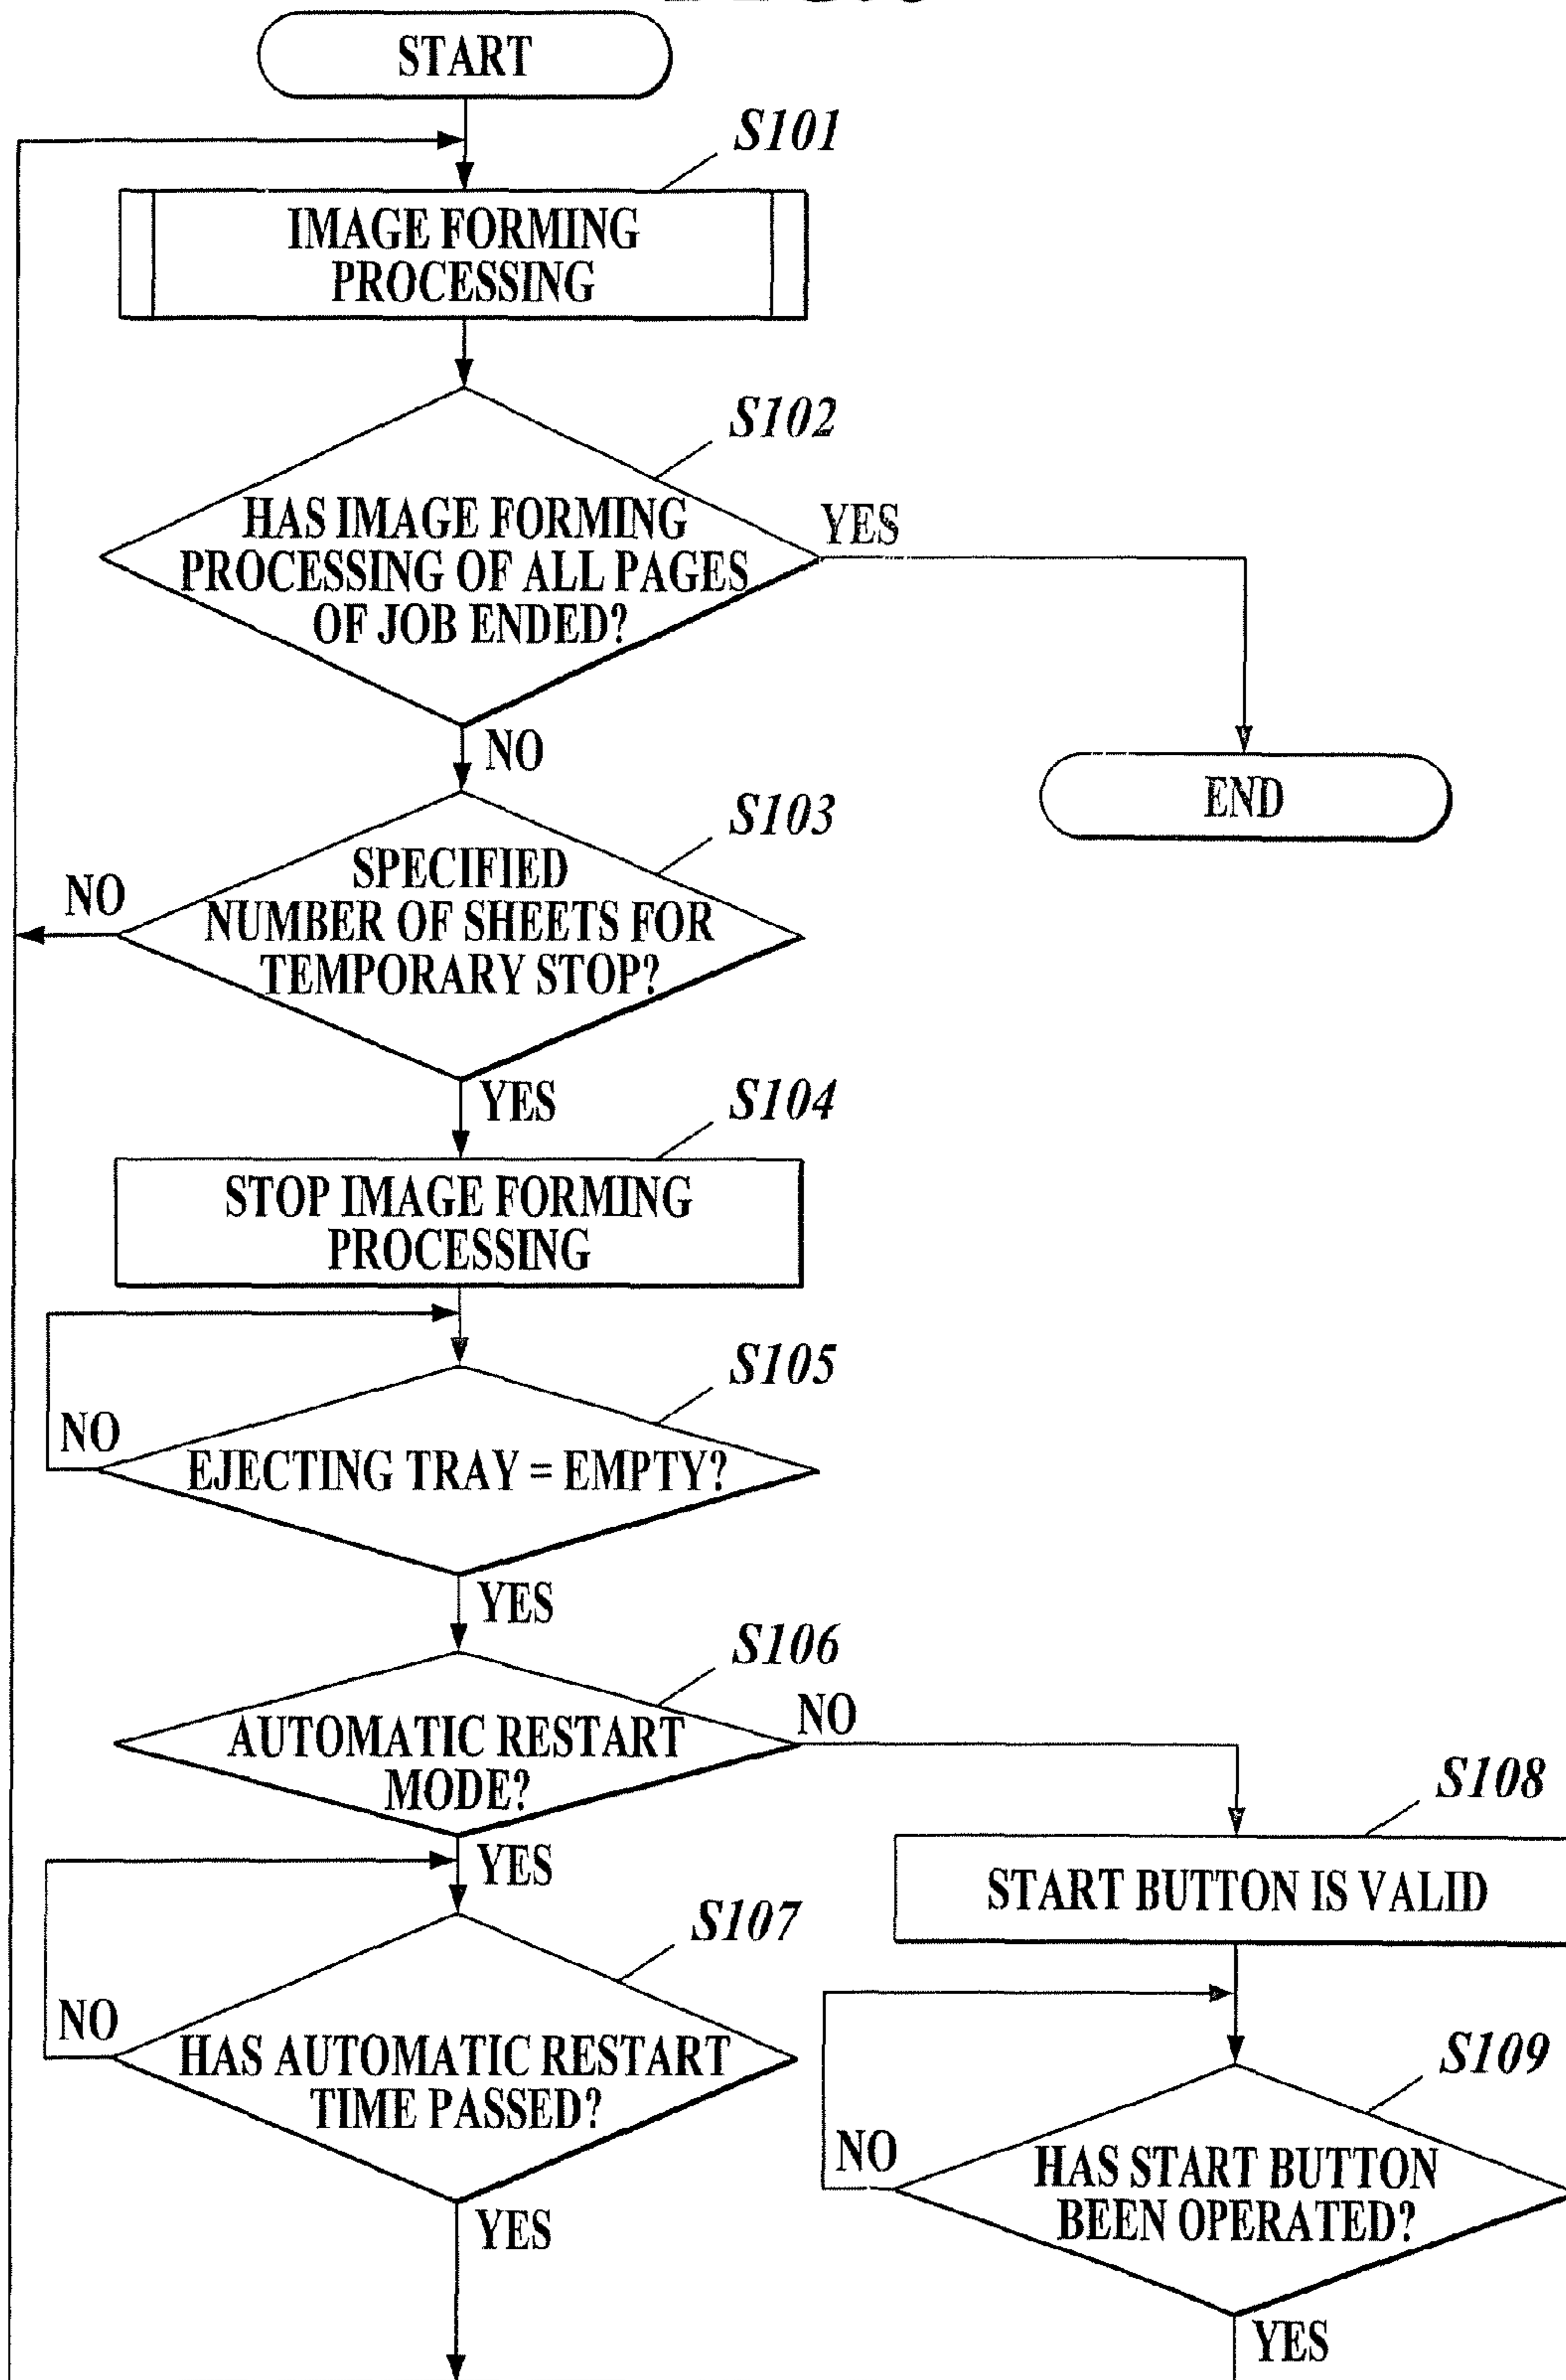 START
S101
IMAGE FORMING
PROCESSING
S102
HAS IMAGE FORMING
PROCESSING OF ALL PAGES
OF JOB ENDED?
YES
NO
END
S103
SPECIFIED
NUMBER OF SHEETS FOR
TEMPORARY STOP?
NO
YES
S104
STOP IMAGE FORMING
PROCESSING
S105
EJECTING TRAY = EMPTY?
NO
YES
S106
AUTOMATIC RESTART
MODE?
NO
YES
S108
START BUTTON IS VALID
S107
HAS AUTOMATIC RESTART
TIME PASSED?
NO
YES
S109
HAS START BUTTON
BEEN OPERATED?
NO
YES